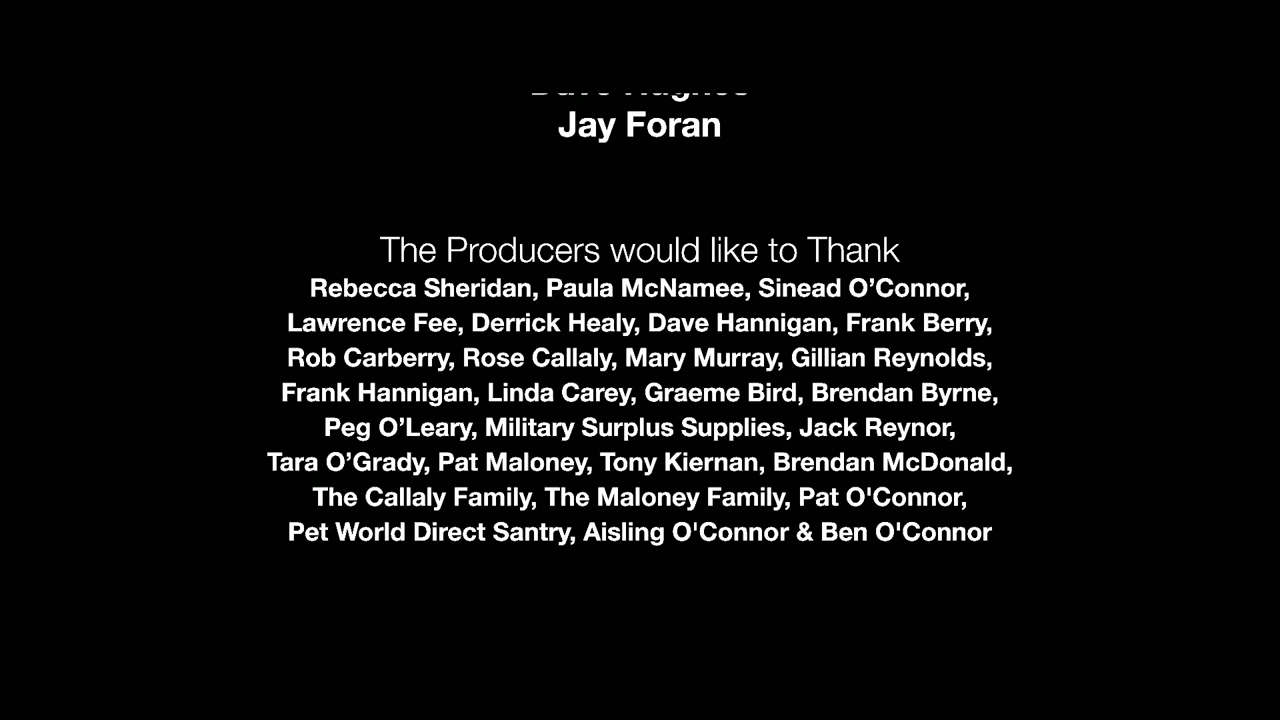 Dave Hughes
Jay Foran
The Producers would like to Thank
Rebecca Sheridan, Paula McNamee, Sinead O’Connor,
Lawrence Fee, Derrick Healy, Dave Hannigan, Frank Berry,
Rob Carberry, Rose Callaly, Mary Murray, Gillian Reynolds,
Frank Hannigan, Linda Carey, Graeme Bird, Brendan Byrne,
Peg O’Leary, Military Surplus Supplies, Jack Reynor,
Tara O’Grady, Pat Maloney, Tony Kiernan, Brendan McDonald,
The Callaly Family, The Maloney Family, Pat O'Connor,
Pet World Direct Santry, Aisling O'Connor & Ben O'Connor